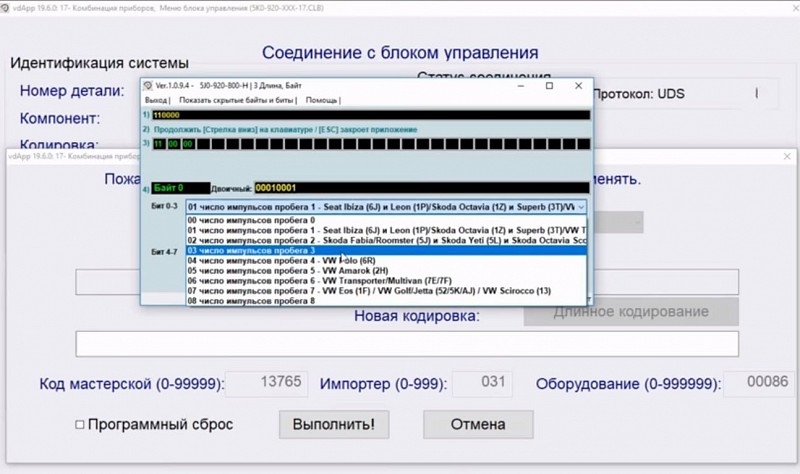 vdApp 19.6.0: 17- Комбинация приборов, Меню блока управления (5K0-920-XXX-17.CLB)
Соединение с блоком управления
Идентификация системы
Статус соединения
Номер детали:
Протокол: UDS
Компонент:
Кодировка:
Ver.1.0.9.4 - 5J0-920-800-H | 3 Длина, Байт
Выход | Показать скрытые байты и биты | Помощь |
1) 110000
2) Продолжить [Стрелка вниз] на клавиатуре / [ESC] закроет приложение
3) 11 00 00
4) Байт 0 Двоичный: 00010001
Бит 0-3 01 число импульсов пробега 1 - Seat Ibiza (6J) и Leon (1P)/Skoda Octavia (1Z) и Superb (3T)/VW
00 число импульсов пробега 0
01 число импульсов пробега 1 - Seat Ibiza (6J) и Leon (1P)/Skoda Octavia (1Z) и Superb (3T)/VW T
02 число импульсов пробега 2 - Skoda Fabia/Roomster (5J) и Skoda Yeti (5L) и Skoda Octavia Sco
03 число импульсов пробега 3
Бит 4-7
04 число импульсов пробега 4 - VW Polo (6R)
05 число импульсов пробега 5 - VW Amarok (2H)
06 число импульсов пробега 6 - VW Transporter/Multivan (7E/7F)
07 число импульсов пробега 7 - VW Eos (1F) / VW Golf/Jetta (52/5K/AJ) / VW Scirocco (13)
08 число импульсов пробега 8
vdApp 19.6.0: 17- Комбинация прибор
Пожа
менять.
Новая кодировка:
Длинное кодирование
Код мастерской (0-99999): 13765 Импортер (0-999): 031 Оборудование (0-999999): 00086
Программный сброс
Выполнить!
Отмена